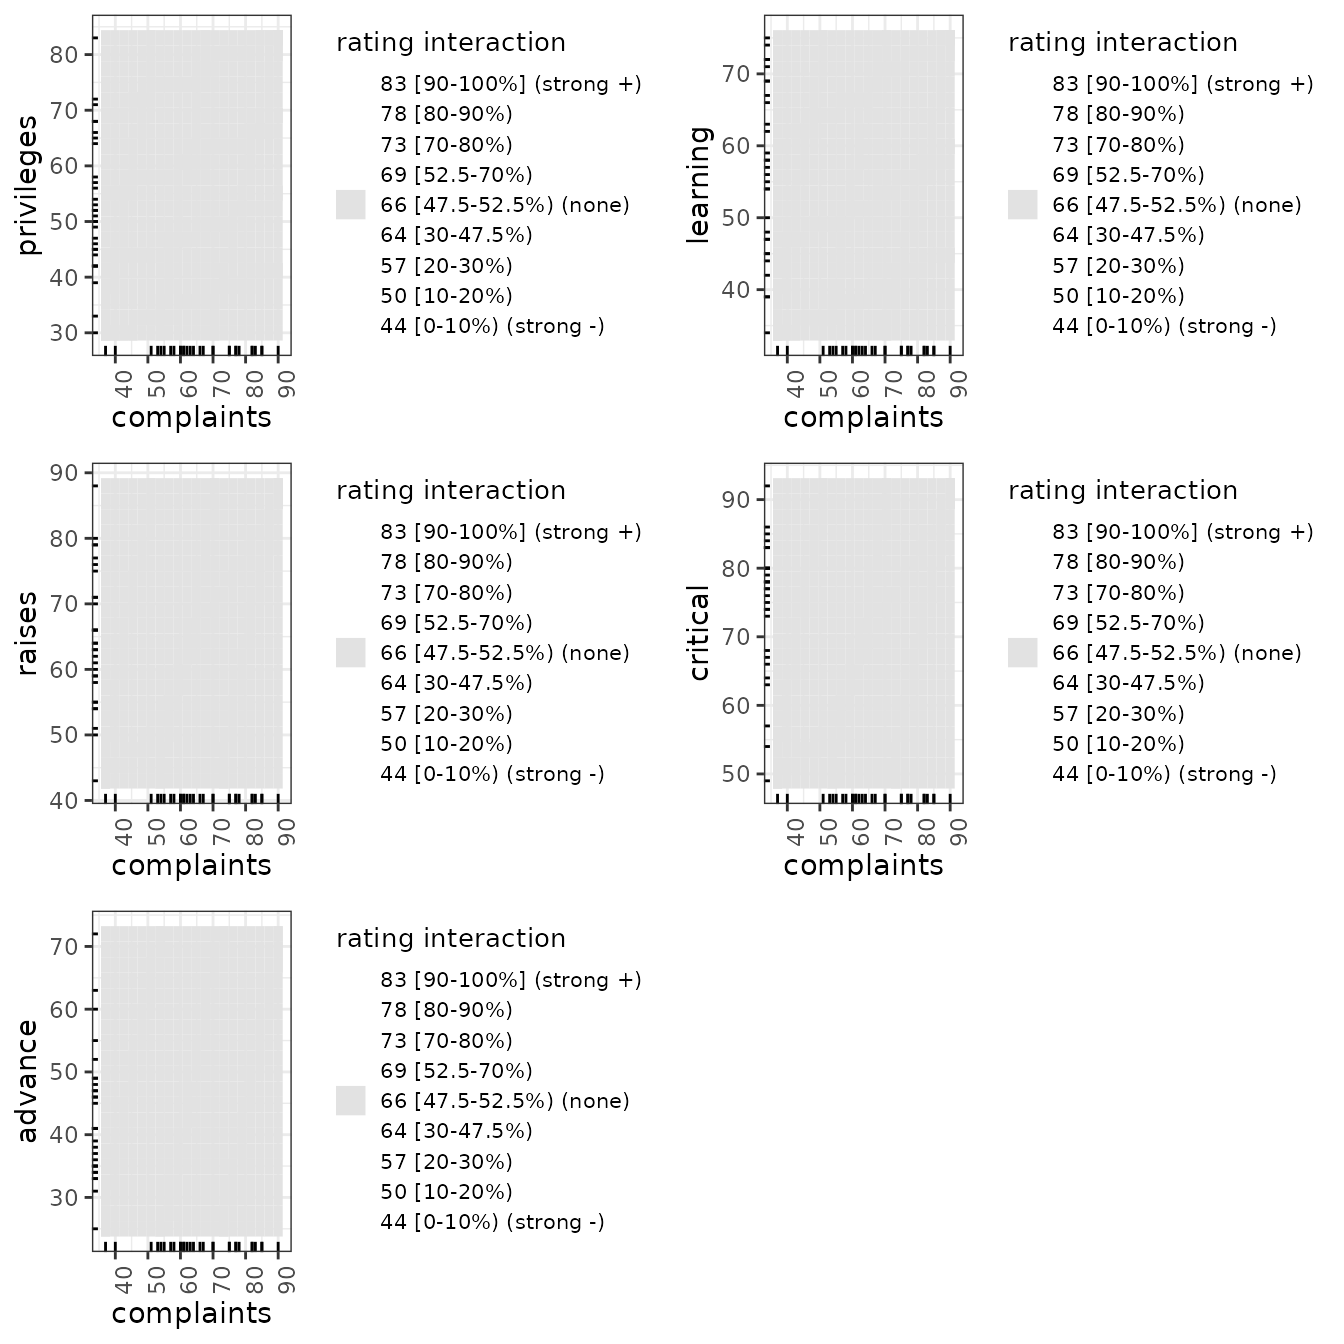 privileges
80
70
60
50
40
30
40 50 60 70 80 90
complaints
rating interaction
83 [90-100%] (strong +)
78 [80-90%)
73 [70-80%)
69 [52.5-70%)
66 [47.5-52.5%) (none)
64 [30-47.5%)
57 [20-30%)
50 [10-20%)
44 [0-10%) (strong -)
learning
70
60
50
40
40 50 60 70 80 90
complaints
rating interaction
83 [90-100%] (strong +)
78 [80-90%)
73 [70-80%)
69 [52.5-70%)
66 [47.5-52.5%) (none)
64 [30-47.5%)
57 [20-30%)
50 [10-20%)
44 [0-10%) (strong -)
raises
90
80
70
60
50
40
40 50 60 70 80 90
complaints
rating interaction
83 [90-100%] (strong +)
78 [80-90%)
73 [70-80%)
69 [52.5-70%)
66 [47.5-52.5%) (none)
64 [30-47.5%)
57 [20-30%)
50 [10-20%)
44 [0-10%) (strong -)
critical
90
80
70
60
50
40 50 60 70 80 90
complaints
rating interaction
83 [90-100%] (strong +)
78 [80-90%)
73 [70-80%)
69 [52.5-70%)
66 [47.5-52.5%) (none)
64 [30-47.5%)
57 [20-30%)
50 [10-20%)
44 [0-10%) (strong -)
advance
70
60
50
40
30
40 50 60 70 80 90
complaints
rating interaction
83 [90-100%] (strong +)
78 [80-90%)
73 [70-80%)
69 [52.5-70%)
66 [47.5-52.5%) (none)
64 [30-47.5%)
57 [20-30%)
50 [10-20%)
44 [0-10%) (strong -)